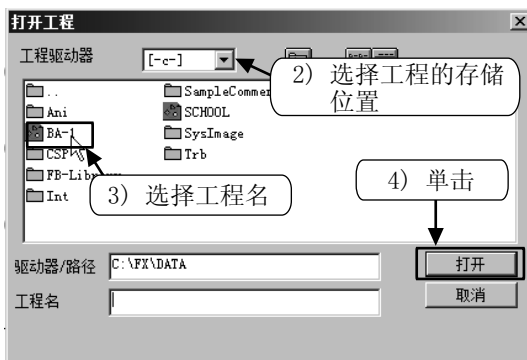 打开工程
工程驱动器 [-c-]
2) 选择工程的存储
位置
..
Ani
BA-1
CSP
FB-Lib
Int
SampleCommen
SCHOOL
SysImage
Trb
3) 选择工程名
4) 单击
驱动器/路径 C:\FX\DATA
打开
工程名
取消